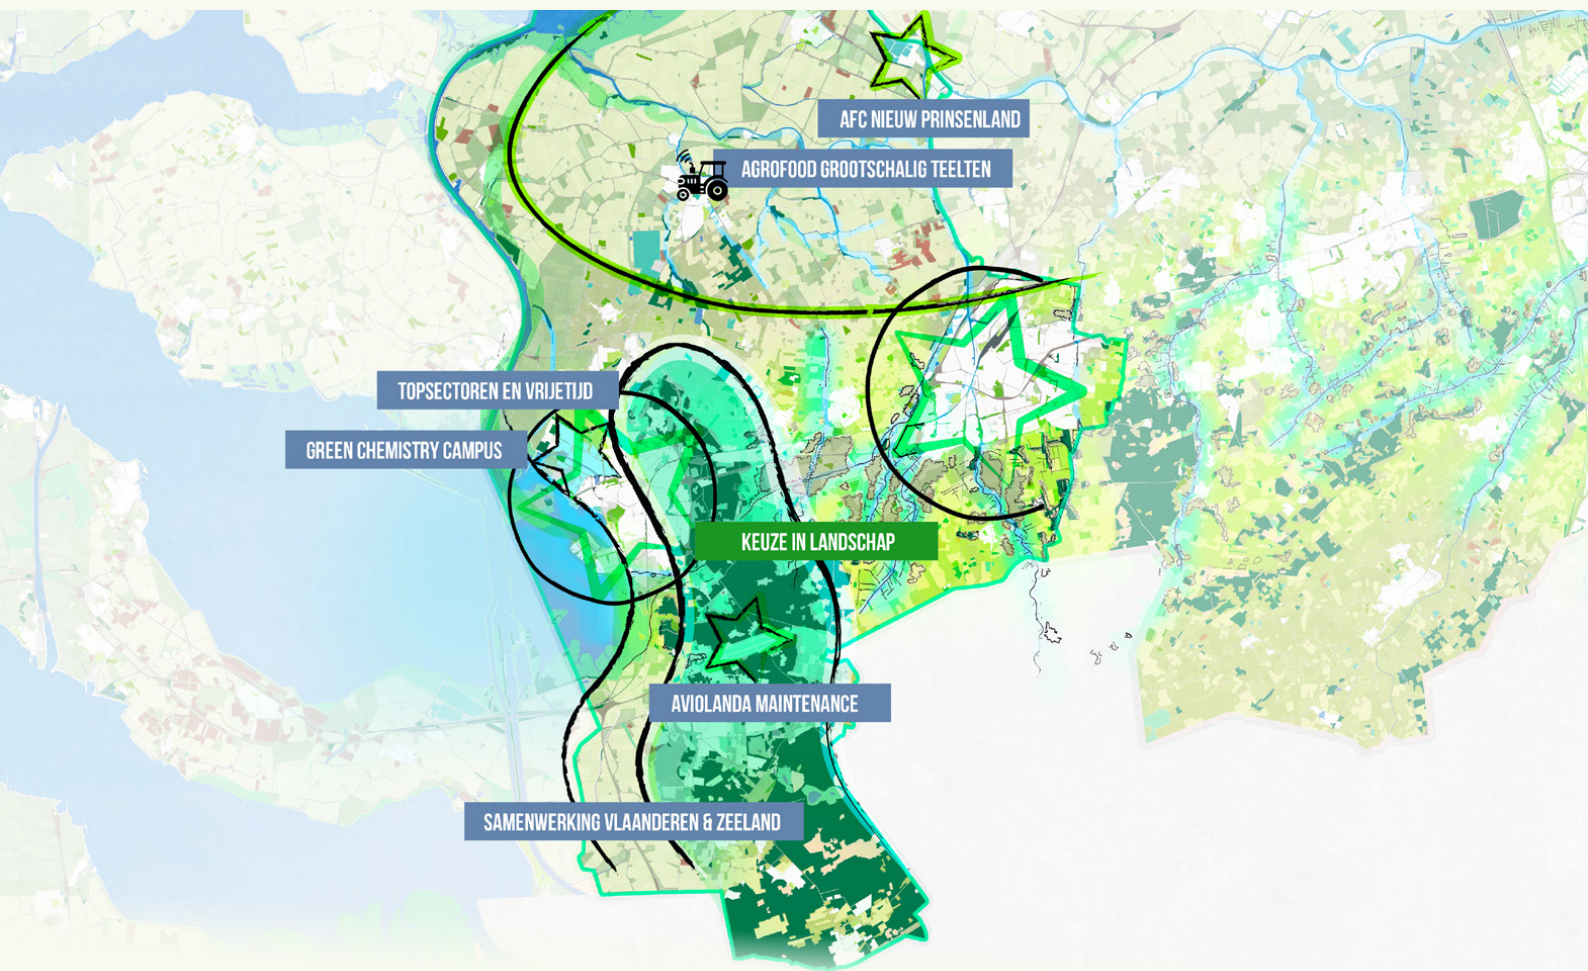 AFC NIEUW PRINSENLAND
AGROFOOD GROOTSCHALIG TEELTEN
TOPSECTOREN EN VRIJETIJD
GREEN CHEMISTRY CAMPUS
KEUZE IN LANDSCHAP
AVIOLANDA MAINTENANCE
SAMENWERKING VLAANDEREN & ZEELAND